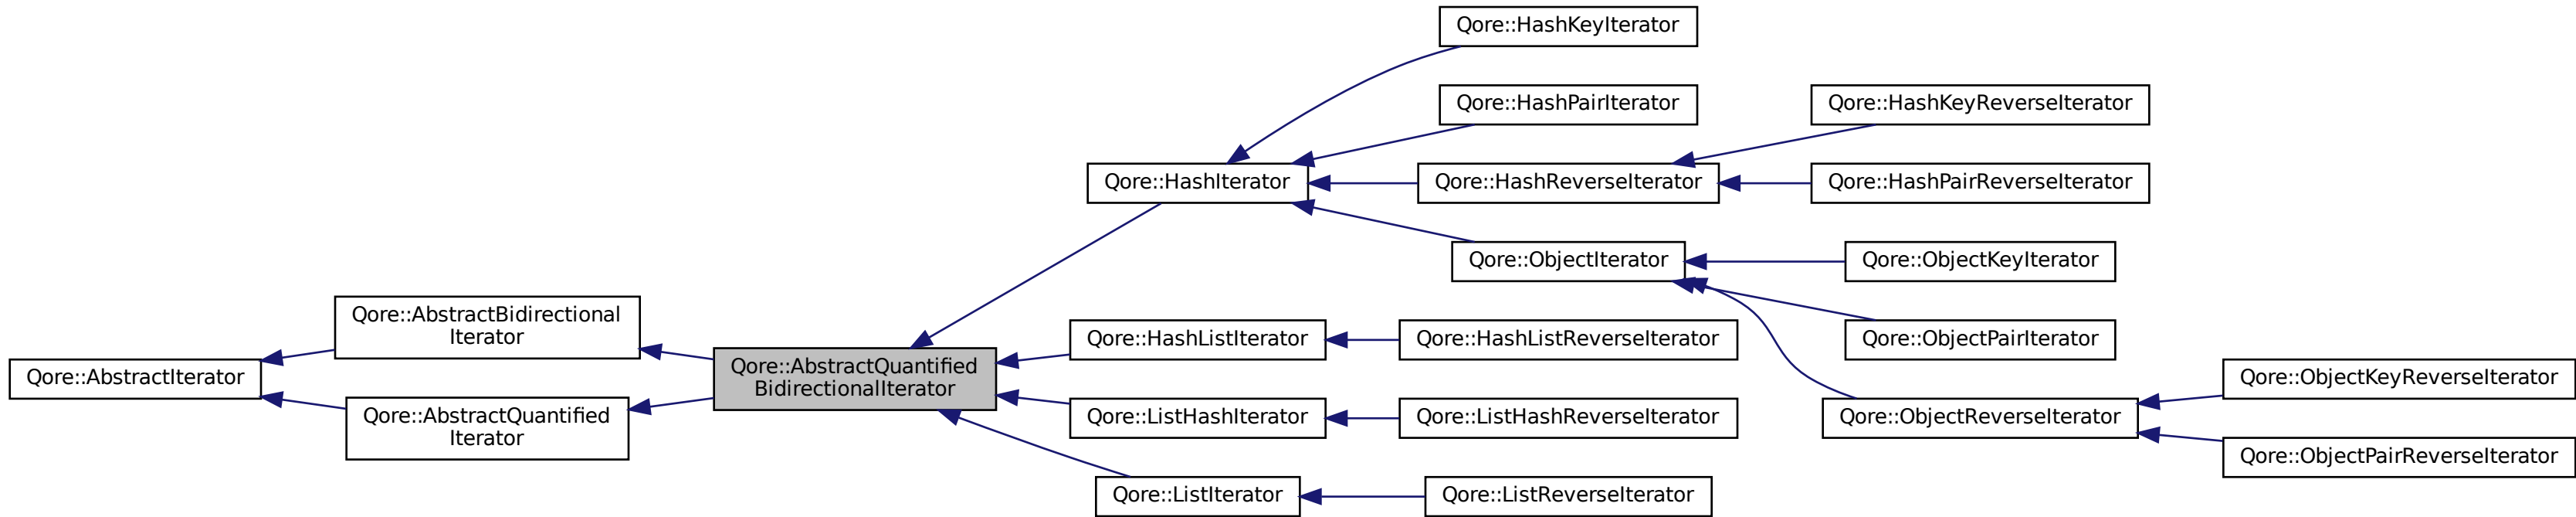 Qore::HashKeyIterator
Qore::HashPairIterator
Qore::HashKeyReverseIterator
Qore::HashIterator
Qore::HashReverseIterator
Qore::HashPairReverseIterator
Qore::ObjectIterator
Qore::ObjectKeyIterator
Qore::AbstractBidirectional
Iterator
Qore::HashListIterator
Qore::HashListReverseIterator
Qore::ObjectPairIterator
Qore::AbstractIterator
Qore::AbstractQuantified
BidirectionalIterator
Qore::ObjectKeyReverseIterator
Qore::AbstractQuantified
Iterator
Qore::ListHashIterator
Qore::ListHashReverseIterator
Qore::ObjectReverseIterator
Qore::ObjectPairReverseIterator
Qore::ListIterator
Qore::ListReverseIterator